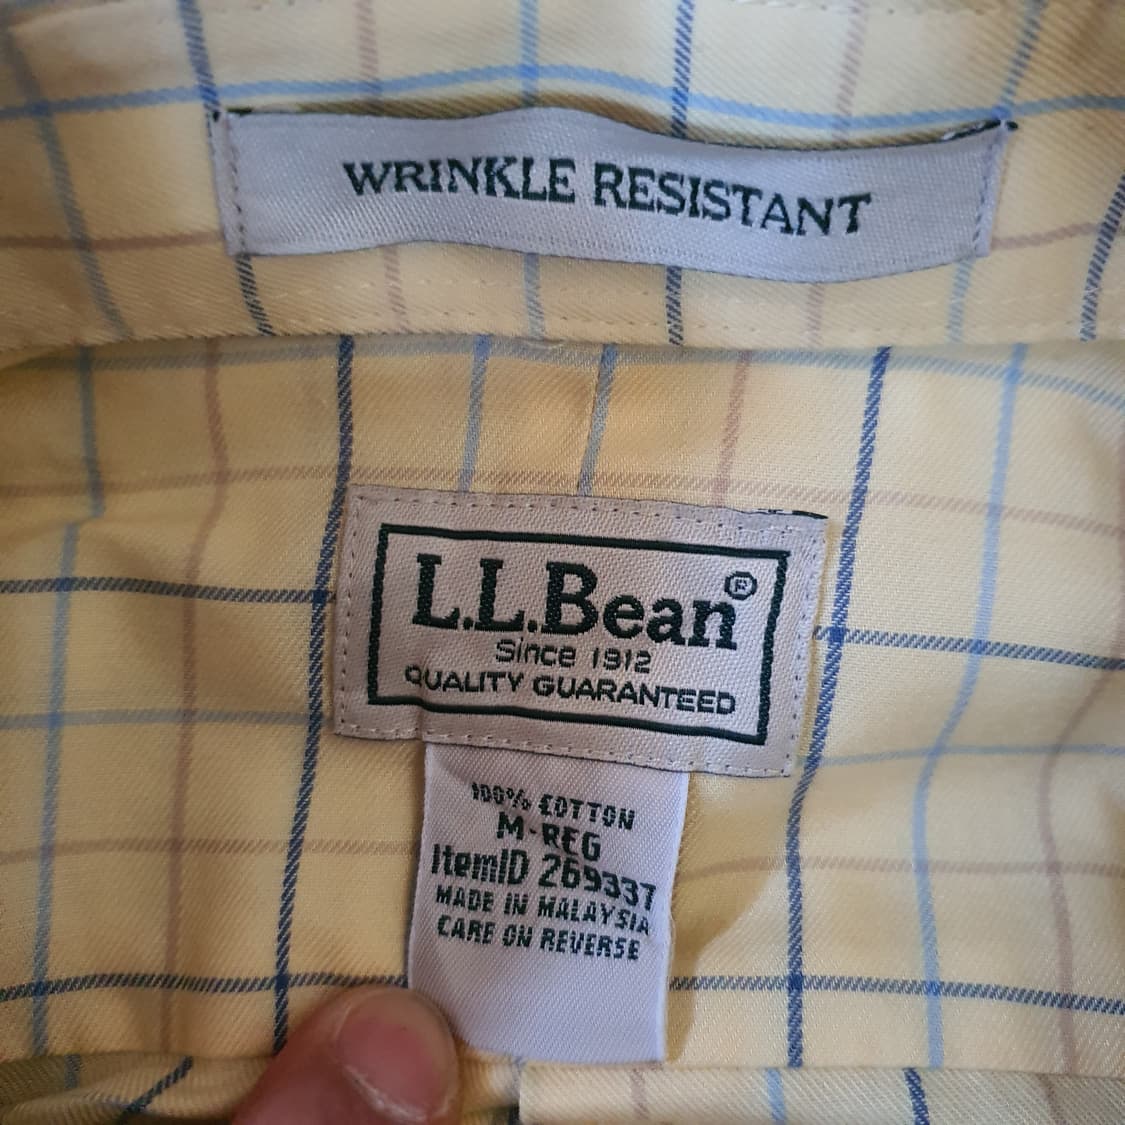 WRINKLE RESISTANT
L.L.Bean®
Since 1912
QUALITY GUARANTEED
100% COTTON
M-REG
ItemID 269337
MADE IN MALAYSIA
CARE ON REVERSE